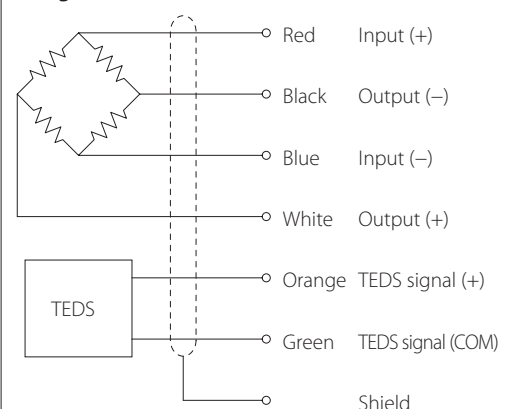 Red Input (+)
Black Output (−)
Blue Input (−)
White Output (+)
Orange TEDS signal (+)
TEDS
Green TEDS signal (COM)
Shield